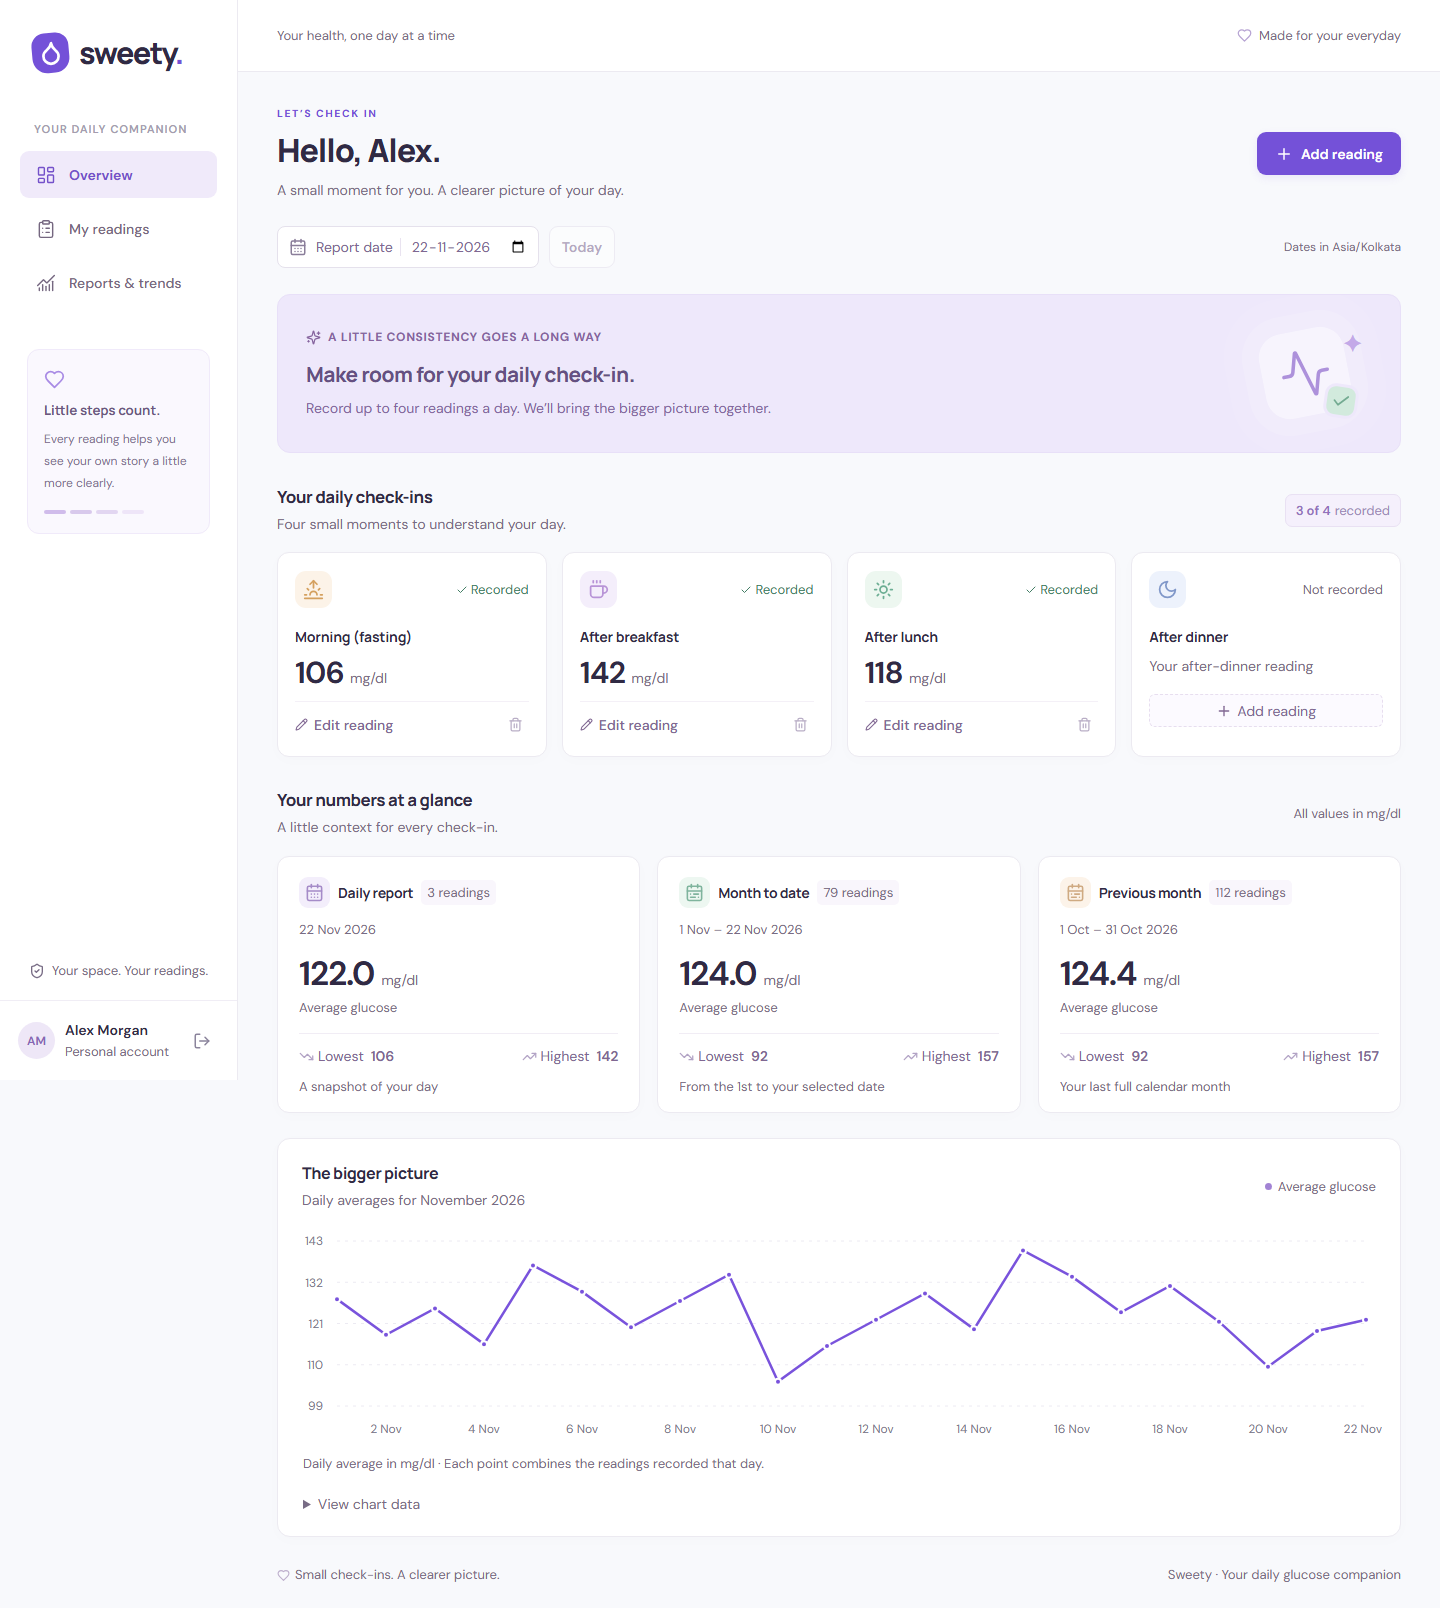 sweety.
YOUR DAILY COMPANION
Overview
My readings
Reports & trends
Little steps count.
Every reading helps you
see your own story a little
more clearly.
Your space. Your readings.
AM
Alex Morgan
Personal account
Your health, one day at a time
Made for your everyday
LET'S CHECK IN
Hello, Alex.
A small moment for you. A clearer picture of your day.
Add reading
Report date 22-11-2026
Today
Dates in Asia/Kolkata
A LITTLE CONSISTENCY GOES A LONG WAY
Make room for your daily check-in.
Record up to four readings a day. We'll bring the bigger picture together.
Your daily check-ins
Four small moments to understand your day.
3 of 4 recorded
Recorded
Morning (fasting)
106 mg/dl
Edit reading
Recorded
After breakfast
142 mg/dl
Edit reading
Recorded
After lunch
118 mg/dl
Edit reading
Not recorded
After dinner
Your after-dinner reading
Add reading
Your numbers at a glance
A little context for every check-in.
All values in mg/dl
Daily report 3 readings
22 Nov 2026
122.0 mg/dl
Average glucose
Lowest 106 Highest 142
A snapshot of your day
Month to date 79 readings
1 Nov – 22 Nov 2026
124.0 mg/dl
Average glucose
Lowest 92 Highest 157
From the 1st to your selected date
Previous month 112 readings
1 Oct – 31 Oct 2026
124.4 mg/dl
Average glucose
Lowest 92 Highest 157
Your last full calendar month
The bigger picture
Daily averages for November 2026
Average glucose
143
132
121
110
99
2 Nov 4 Nov 6 Nov 8 Nov 10 Nov 12 Nov 14 Nov 16 Nov 18 Nov 20 Nov 22 Nov
Daily average in mg/dl · Each point combines the readings recorded that day.
View chart data
Small check-ins. A clearer picture.
Sweety · Your daily glucose companion